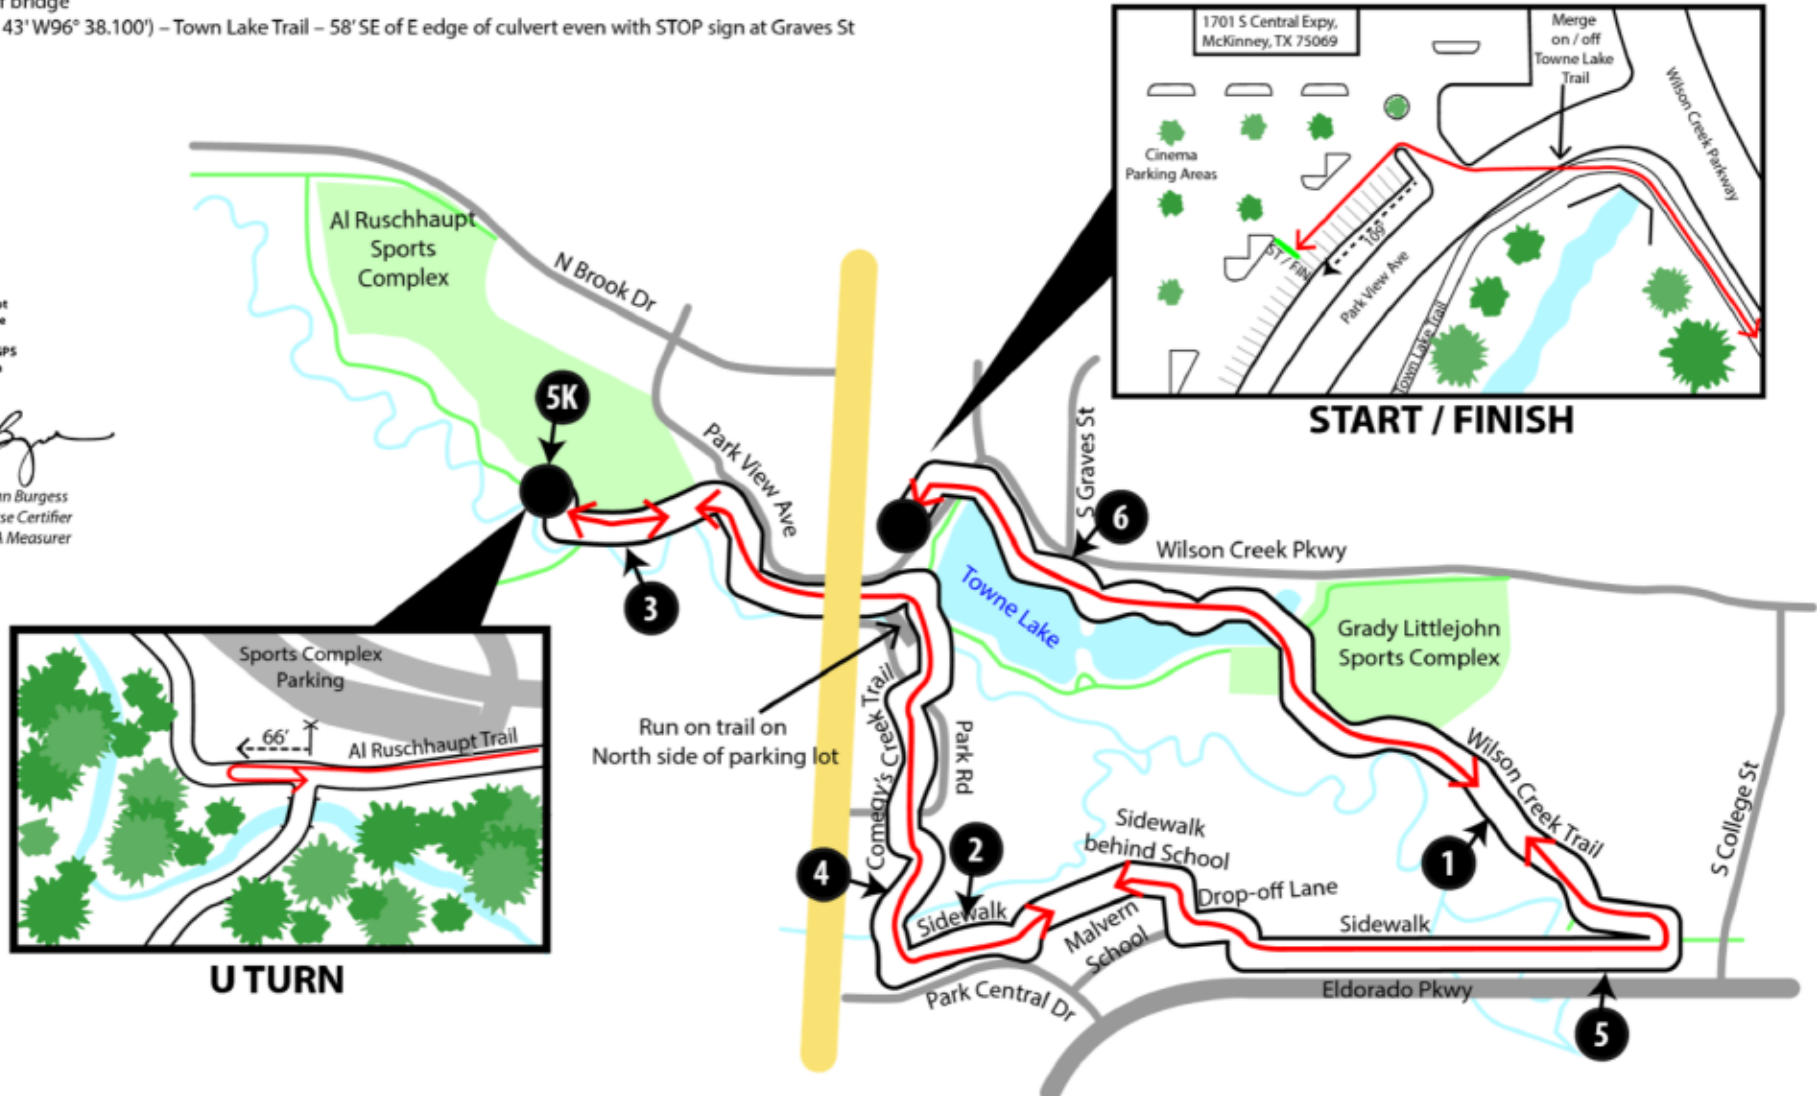 bridge
43' W96° 38.100') – Town Lake Trail – 58' SE of E edge of culvert even with STOP sign at Graves St
1701 S Central Expy,
McKinney, TX 75069
Merge
on / off
Towne Lake
Trail
Wilson Creek Parkway
Cinema
Parking Areas
109'
ST / FIN
Park View Ave
Town Lake Trail
START / FINISH
Al Ruschhaupt
Sports
Complex
N Brook Dr
5K
Park View Ave
S Graves St
6
Wilson Creek Pkwy
Burgess
Certifier
Measurer
3
Towne Lake
Grady Littlejohn
Sports Complex
Sports Complex
Parking
66'
Al Ruschhaupt Trail
U TURN
Run on trail on
North side of parking lot
Comegy's Creek Trail
Park Rd
Wilson Creek Trail
S College St
Sidewalk
behind School
2
1
4
Drop-off Lane
Sidewalk
Sidewalk
Malvern
School
Park Central Dr
Eldorado Pkwy
5